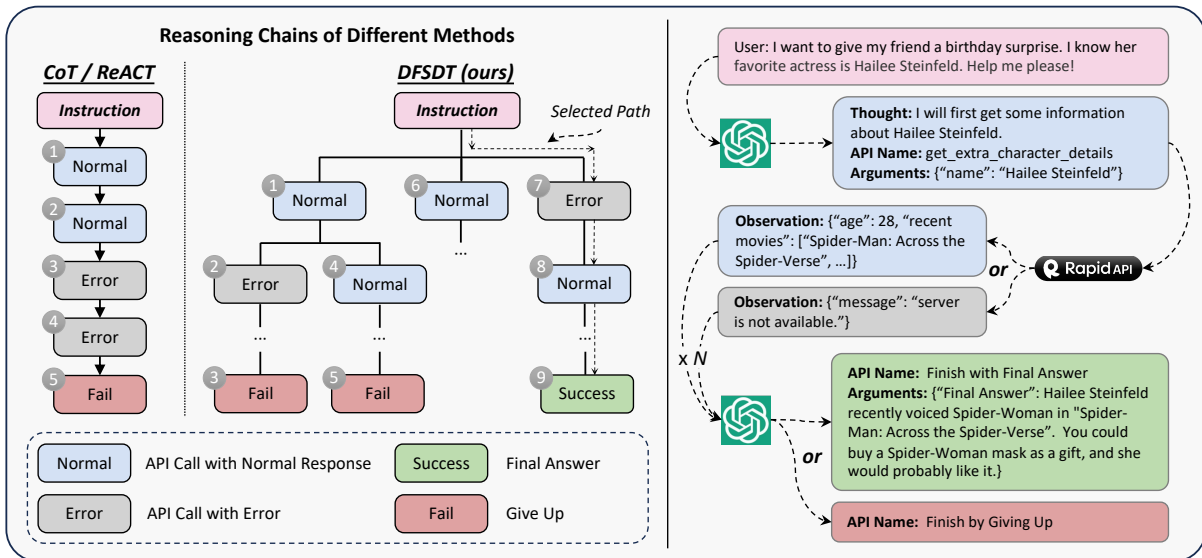 Reasoning Chains of Different Methods
CoT / ReACT
Instruction
1
Normal
2
Normal
3
Error
4
Error
5
Fail
DFSDT (ours)
Instruction
Selected Path
1
Normal
6
Normal
...
7
Error
2
Error
4
Normal
8
Normal
...
...
...
3
Fail
5
Fail
9
Success
Normal
API Call with Normal Response
Success
Final Answer
Error
API Call with Error
Fail
Give Up
User: I want to give my friend a birthday surprise. I know her
favorite actress is Hailee Steinfeld. Help me please!
Thought: I will first get some information
about Hailee Steinfeld.
API Name: get_extra_character_details
Arguments: {“name”: “Hailee Steinfeld”}
Observation: {“age”: 28, “recent
movies”: [“Spider-Man: Across the
Spider-Verse”, …]}
or
Rapid API
Observation: {“message”: “server
is not available.”}
x N
API Name: Finish with Final Answer
Arguments: {“Final Answer”: Hailee Steinfeld
recently voiced Spider-Woman in "Spider-
Man: Across the Spider-Verse”. You could
buy a Spider-Woman mask as a gift, and she
would probably like it.}
or
API Name: Finish by Giving Up